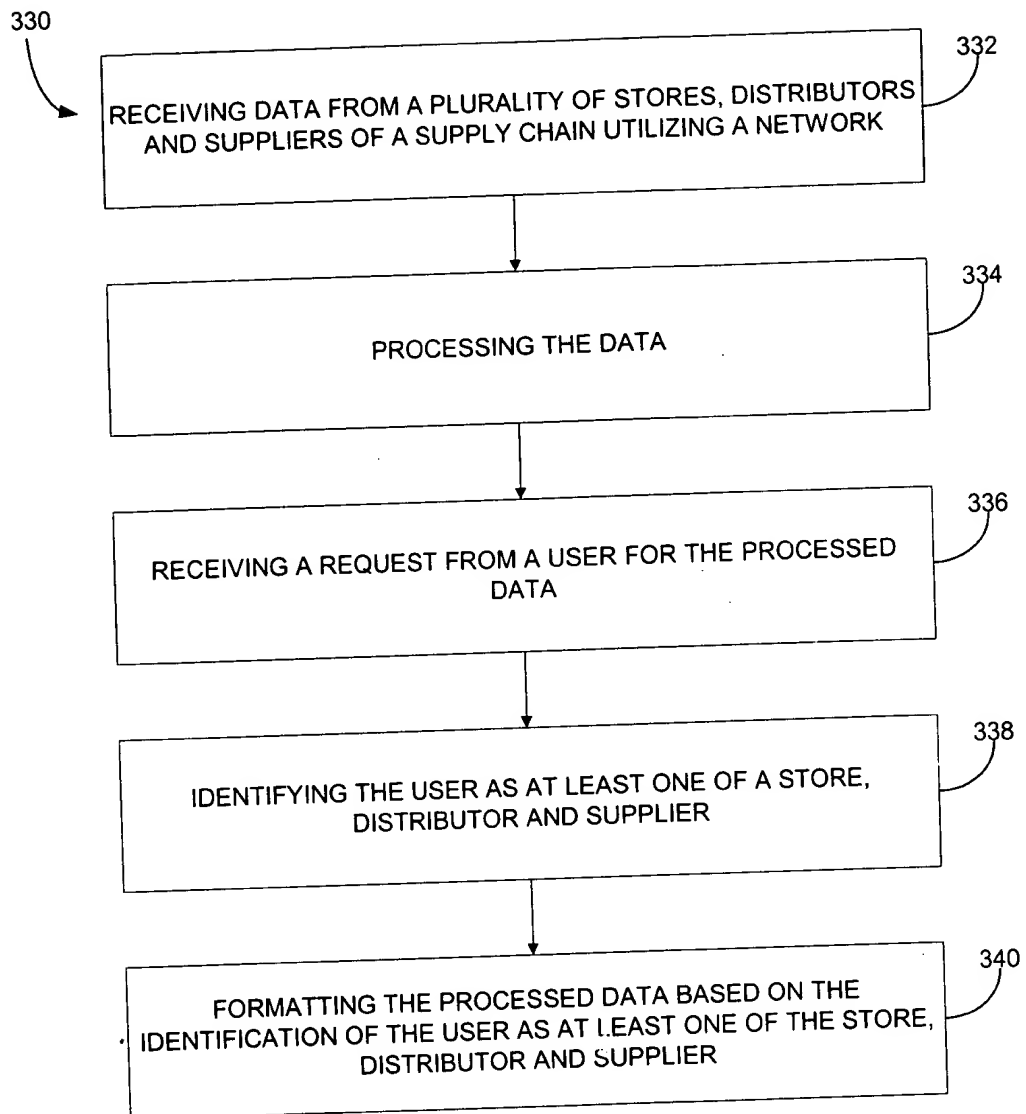 330
332
RECEIVING DATA FROM A PLURALITY OF STORES, DISTRIBUTORS
AND SUPPLIERS OF A SUPPLY CHAIN UTILIZING A NETWORK
334
PROCESSING THE DATA
336
RECEIVING A REQUEST FROM A USER FOR THE PROCESSED
DATA
338
IDENTIFYING THE USER AS AT LEAST ONE OF A STORE,
DISTRIBUTOR AND SUPPLIER
340
FORMATTING THE PROCESSED DATA BASED ON THE
IDENTIFICATION OF THE USER AS AT LEAST ONE OF THE STORE,
DISTRIBUTOR AND SUPPLIER